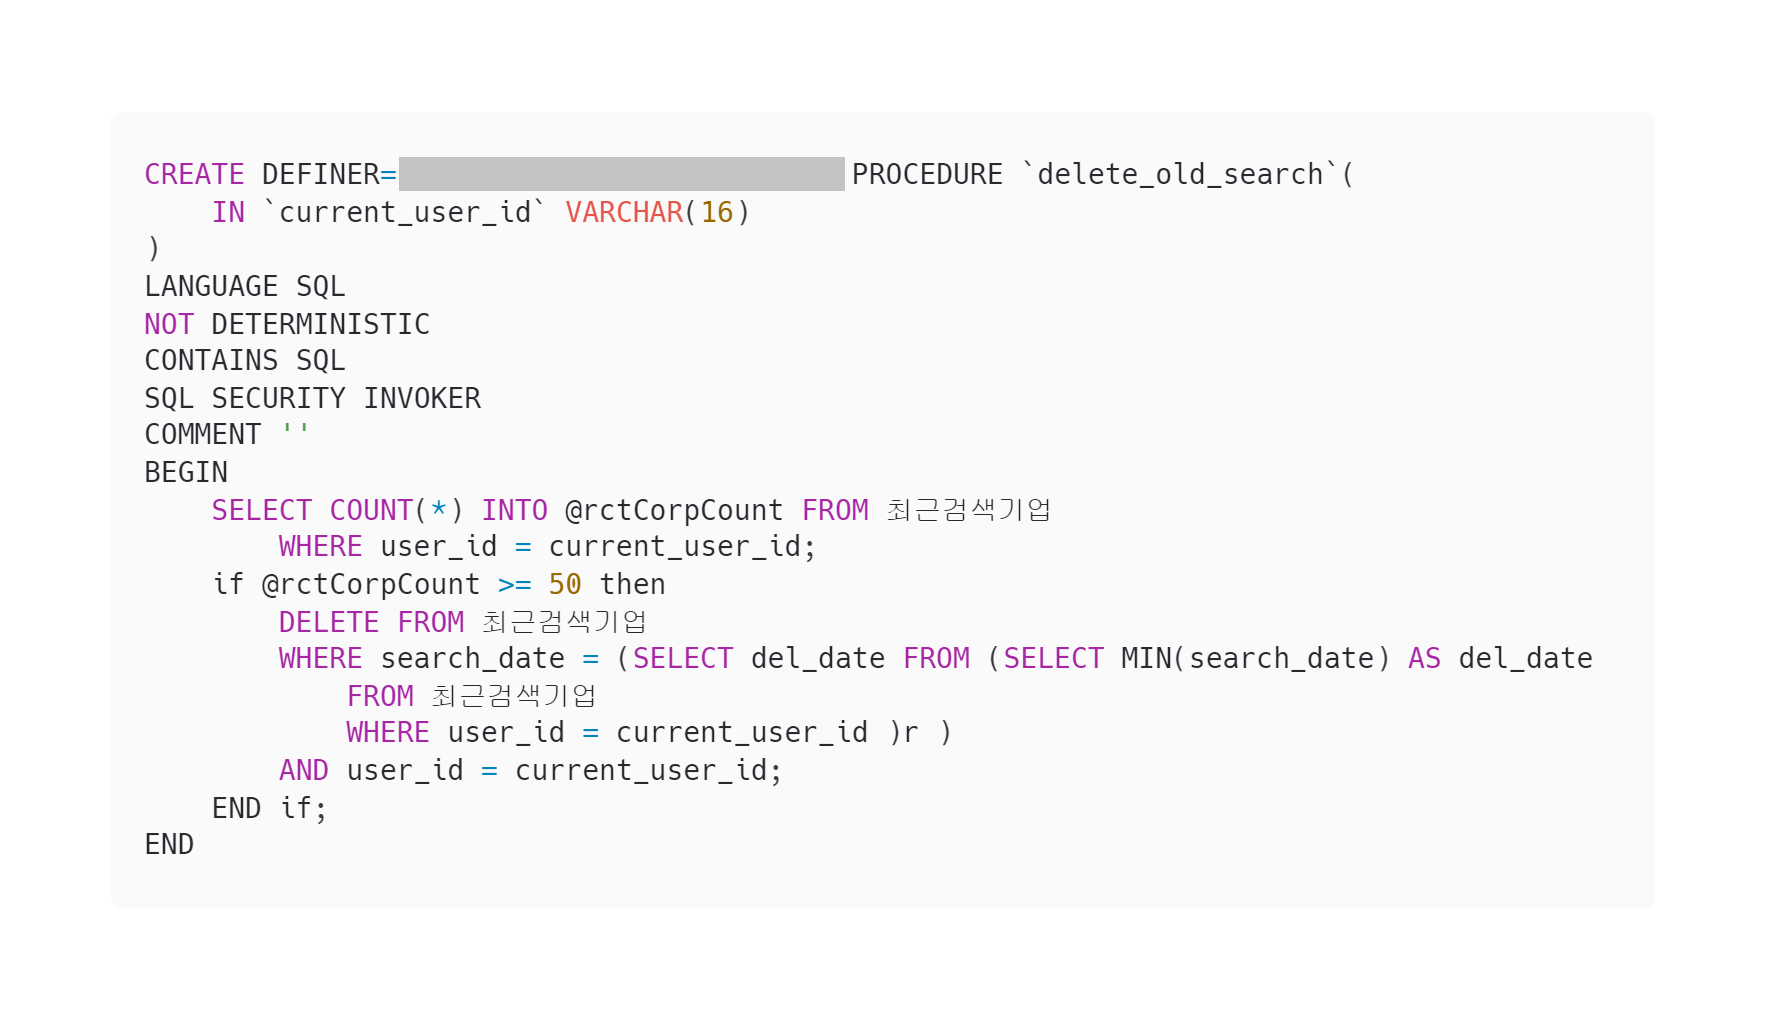 CREATE DEFINER= PROCEDURE `delete_old_search`(
    IN `current_user_id` VARCHAR(16)
)
LANGUAGE SQL
NOT DETERMINISTIC
CONTAINS SQL
SQL SECURITY INVOKER
COMMENT ''
BEGIN
    SELECT COUNT(*) INTO @rctCorpCount FROM 최근검색기업
        WHERE user_id = current_user_id;
    if @rctCorpCount >= 50 then
        DELETE FROM 최근검색기업
        WHERE search_date = (SELECT del_date FROM (SELECT MIN(search_date) AS del_date
            FROM 최근검색기업
            WHERE user_id = current_user_id )r )
        AND user_id = current_user_id;
    END if;
END